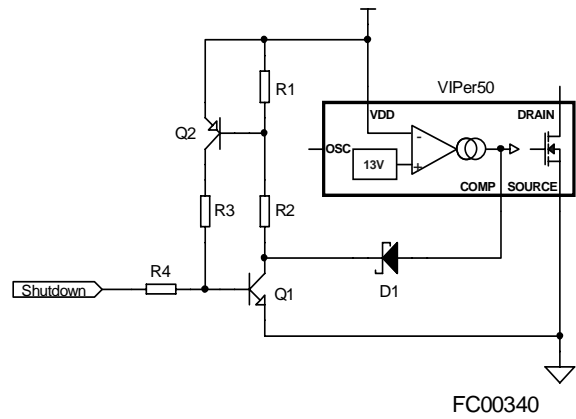 VIPer50
R1
VDD
DRAIN
Q2
-
OSC
13V
+
COMP
SOURCE
R3
R2
R4
D1
Shutdown
Q1
FC00340